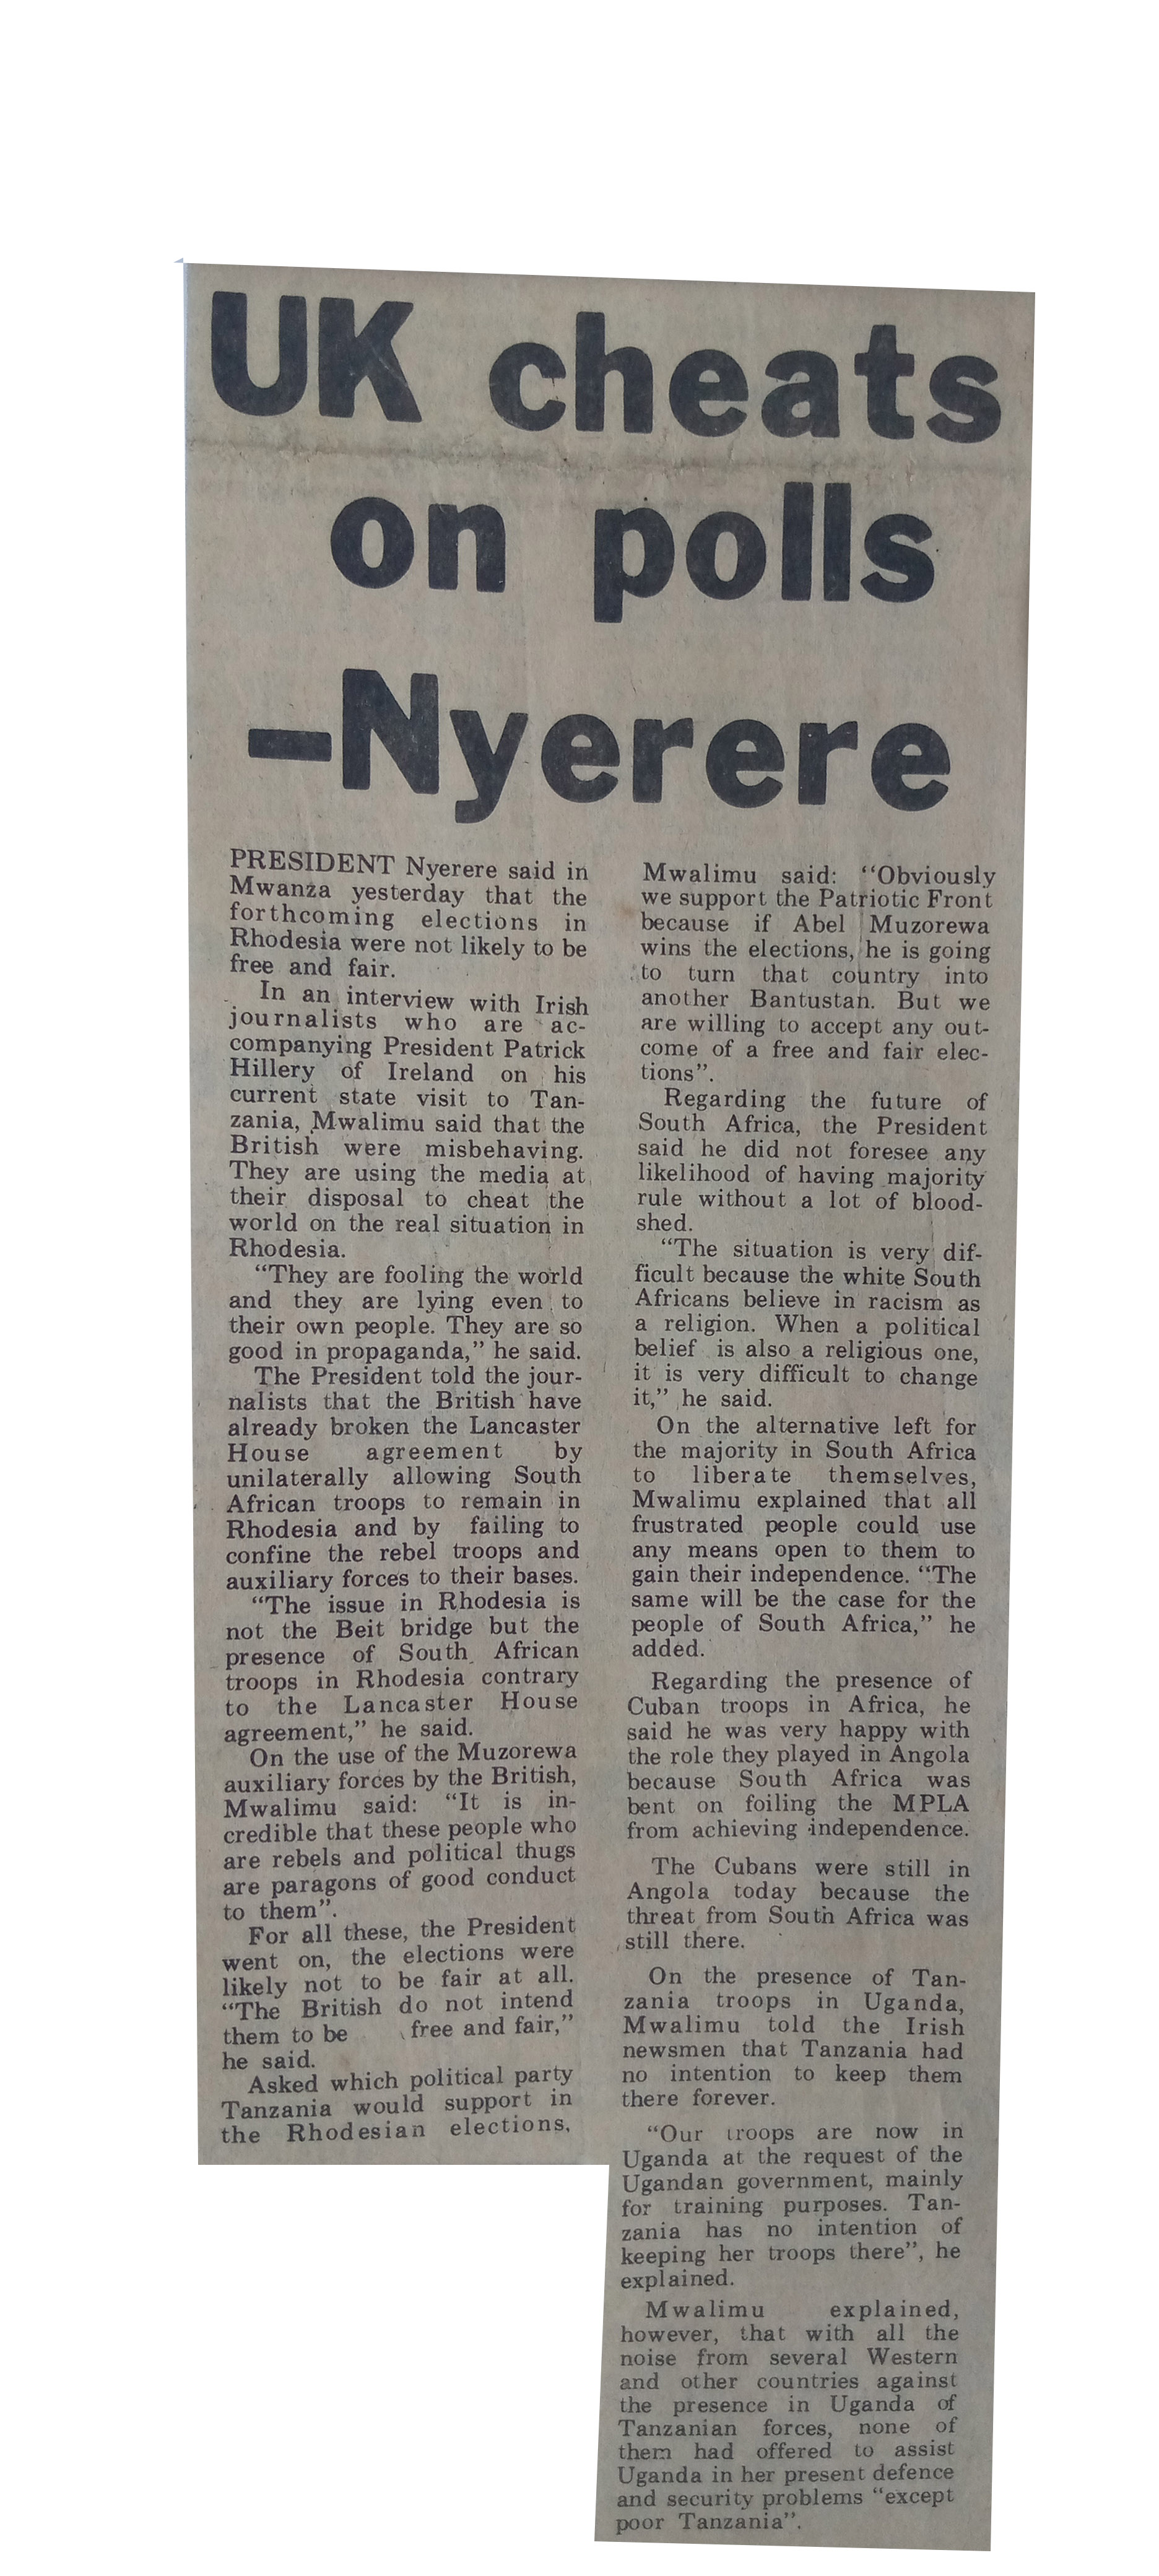 UK cheats
on polls
–Nyerere
PRESIDENT Nyerere said in
Mwanza yesterday that the
forthcoming elections in
Rhodesia were not likely to be
free and fair.
In an interview with Irish
journalists who are ac-
companying President Patrick
Hillery of Ireland on his
current state visit to Tan-
zania, Mwalimu said that the
British were misbehaving.
They are using the media at
their disposal to cheat the
world on the real situation in
Rhodesia.
“They are fooling the world
and they are lying even to
their own people. They are so
good in propaganda,” he said.
The President told the jour-
nalists that the British have
already broken the Lancaster
House agreement by
unilaterally allowing South
African troops to remain in
Rhodesia and by failing to
confine the rebel troops and
auxiliary forces to their bases.
“The issue in Rhodesia is
not the Beit bridge but the
presence of South African
troops in Rhodesia contrary
to the Lancaster House
agreement,” he said.
On the use of the Muzorewa
auxiliary forces by the British,
Mwalimu said: “It is in-
credible that these people who
are rebels and political thugs
are paragons of good conduct
to them”.
For all these, the President
went on, the elections were
likely not to be fair at all.
“The British do not intend
them to be free and fair,”
he said.
Asked which political party
Tanzania would support in
the Rhodesian elections,
Mwalimu said: “Obviously
we support the Patriotic Front
because if Abel Muzorewa
wins the elections, he is going
to turn that country into
another Bantustan. But we
are willing to accept any out-
come of a free and fair elec-
tions”.
Regarding the future of
South Africa, the President
said he did not foresee any
likelihood of having majority
rule without a lot of blood-
shed.
“The situation is very dif-
ficult because the white South
Africans believe in racism as
a religion. When a political
belief is also a religious one,
it is very difficult to change
it,” he said.
On the alternative left for
the majority in South Africa
to liberate themselves,
Mwalimu explained that all
frustrated people could use
any means open to them to
gain their independence. “The
same will be the case for the
people of South Africa,” he
added.
Regarding the presence of
Cuban troops in Africa, he
said he was very happy with
the role they played in Angola
because South Africa was
bent on foiling the MPLA
from achieving independence.
The Cubans were still in
Angola today because the
threat from South Africa was
still there.
On the presence of Tan-
zania troops in Uganda,
Mwalimu told the Irish
newsmen that Tanzania had
no intention to keep them
there forever.
“Our troops are now in
Uganda at the request of the
Ugandan government, mainly
for training purposes. Tan-
zania has no intention of
keeping her troops there”, he
explained.
Mwalimu explained,
however, that with all the
noise from several Western
and other countries against
the presence in Uganda of
Tanzanian forces, none of
them had offered to assist
Uganda in her present defence
and security problems “except
poor Tanzania”.